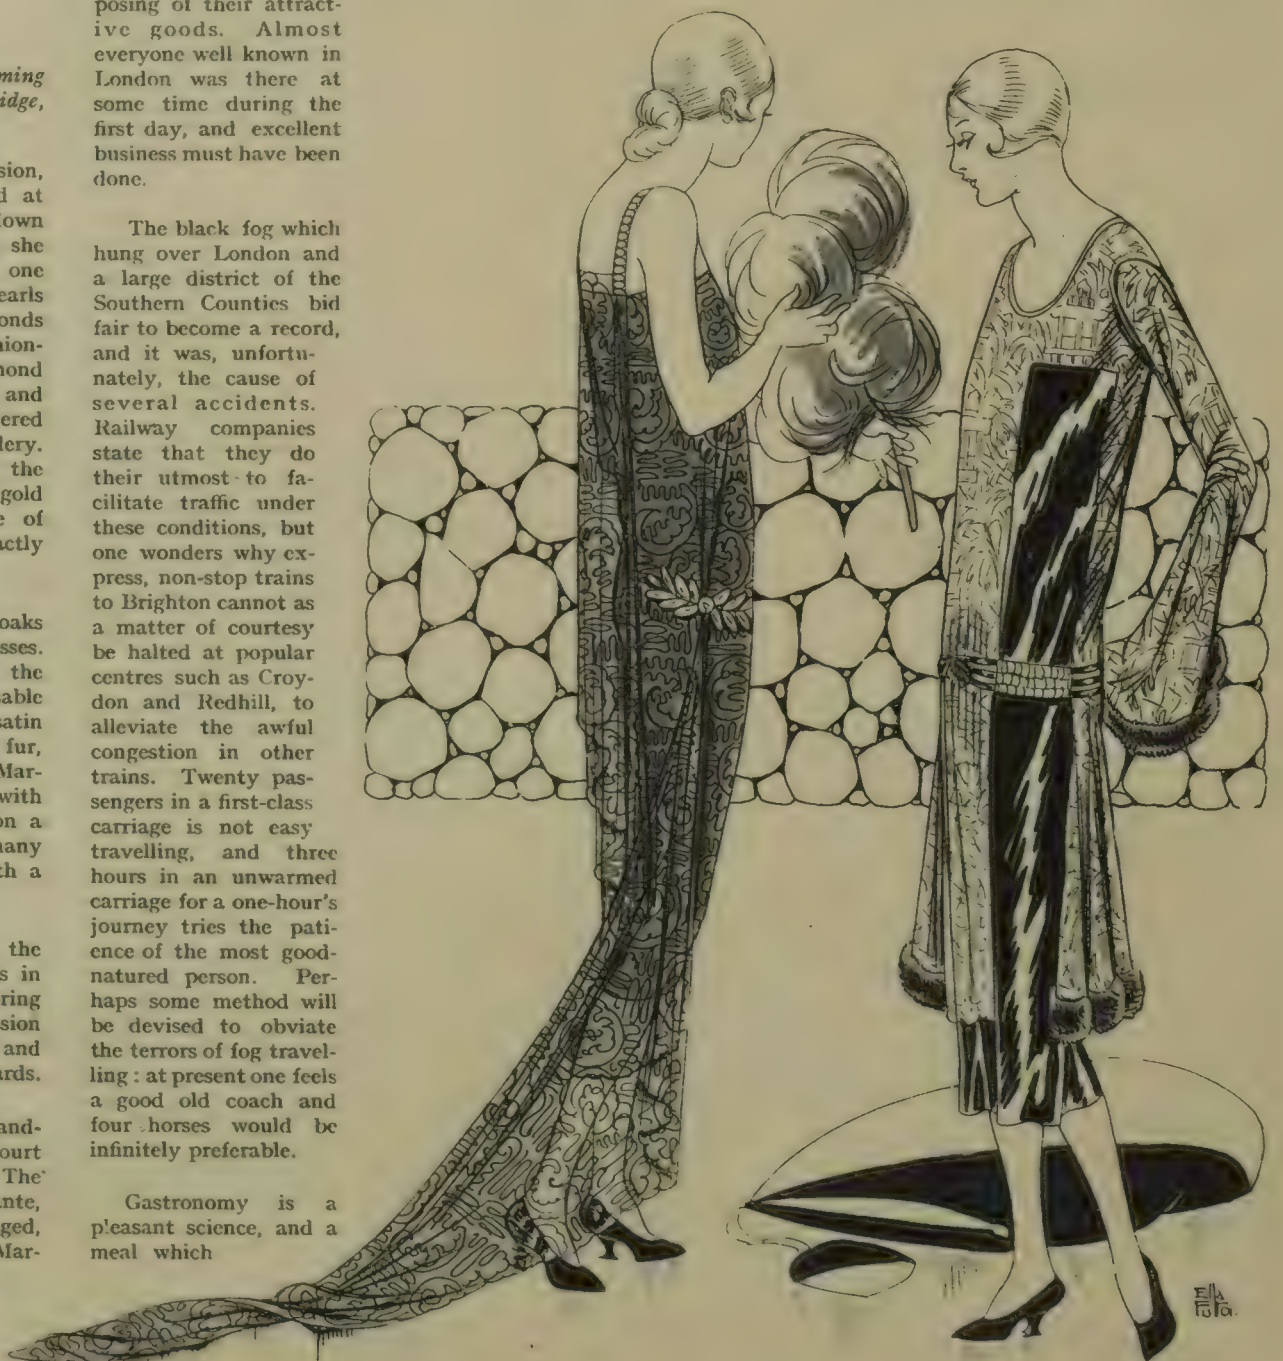 ming
idge,
sion,
d at
lown
she
one
earls
onds
nion-
mond
and
ered
lery.
the
gold
e of
actly
oaks
sses.
the
sable
satin
fur,
Mar-
with
on a
many
th a
the
s in
ring
sion
and
ards.
and-
ourt
The
nte,
ged,
Mar-
posing of their attract-
ive goods. Almost
everyone well known in
London was there at
some time during the
first day, and excellent
business must have been
done.
The black fog which
hung over London and
a large district of the
Southern Counties bid
fair to become a record,
and it was, unfortu-
nately, the cause of
several accidents.
Railway companies
state that they do
their utmost to fa-
cilitate traffic under
these conditions, but
one wonders why ex-
press, non-stop trains
to Brighton cannot as
a matter of courtesy
be halted at popular
centres such as Croy-
don and Redhill, to
alleviate the awful
congestion in other
trains. Twenty pas-
sengers in a first-class
carriage is not easy
travelling, and three
hours in an unwarmed
carriage for a one-hour's
journey tries the pati-
ence of the most good-
natured person. Per-
haps some method will
be devised to obviate
the terrors of fog travel-
ling : at present one feels
a good old coach and
four horses would be
infinitely preferable.
Gastronomy is a
pleasant science, and a
meal which